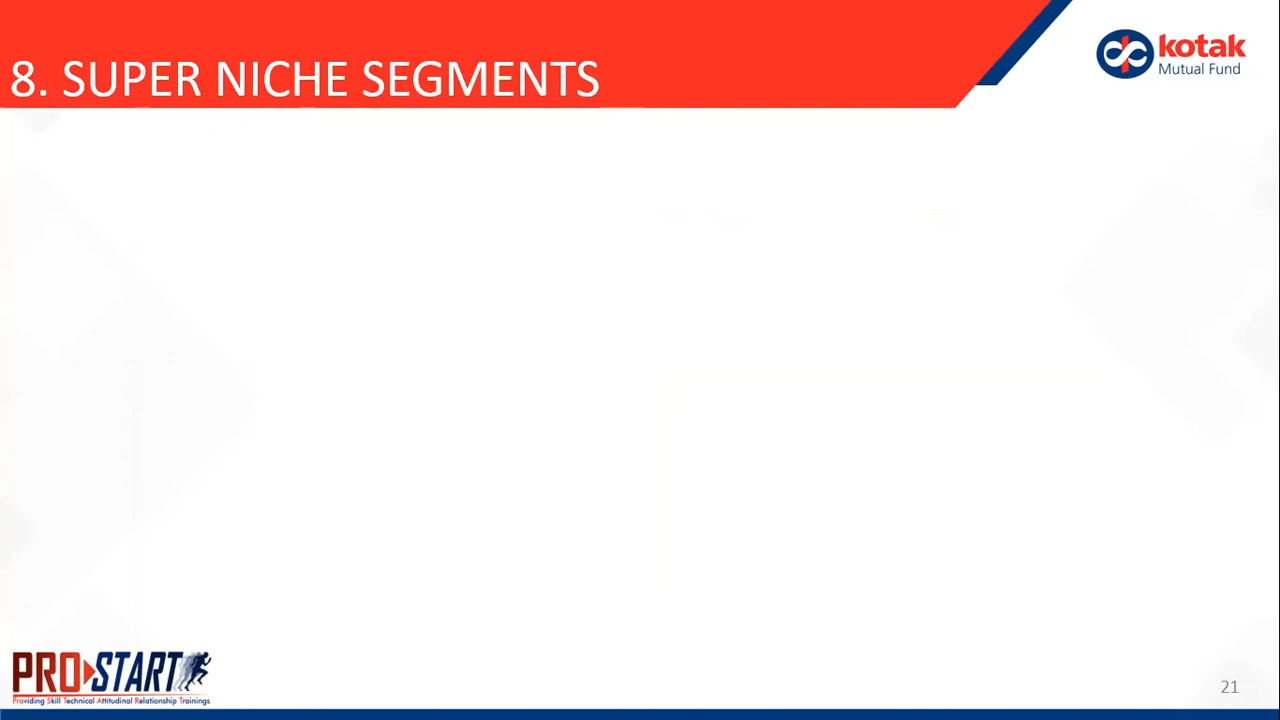 8. SUPER NICHE SEGMENTS
kotak
Mutual Fund
PRO START
Providing Skill Technical Attitudinal Relationship Trainings
21